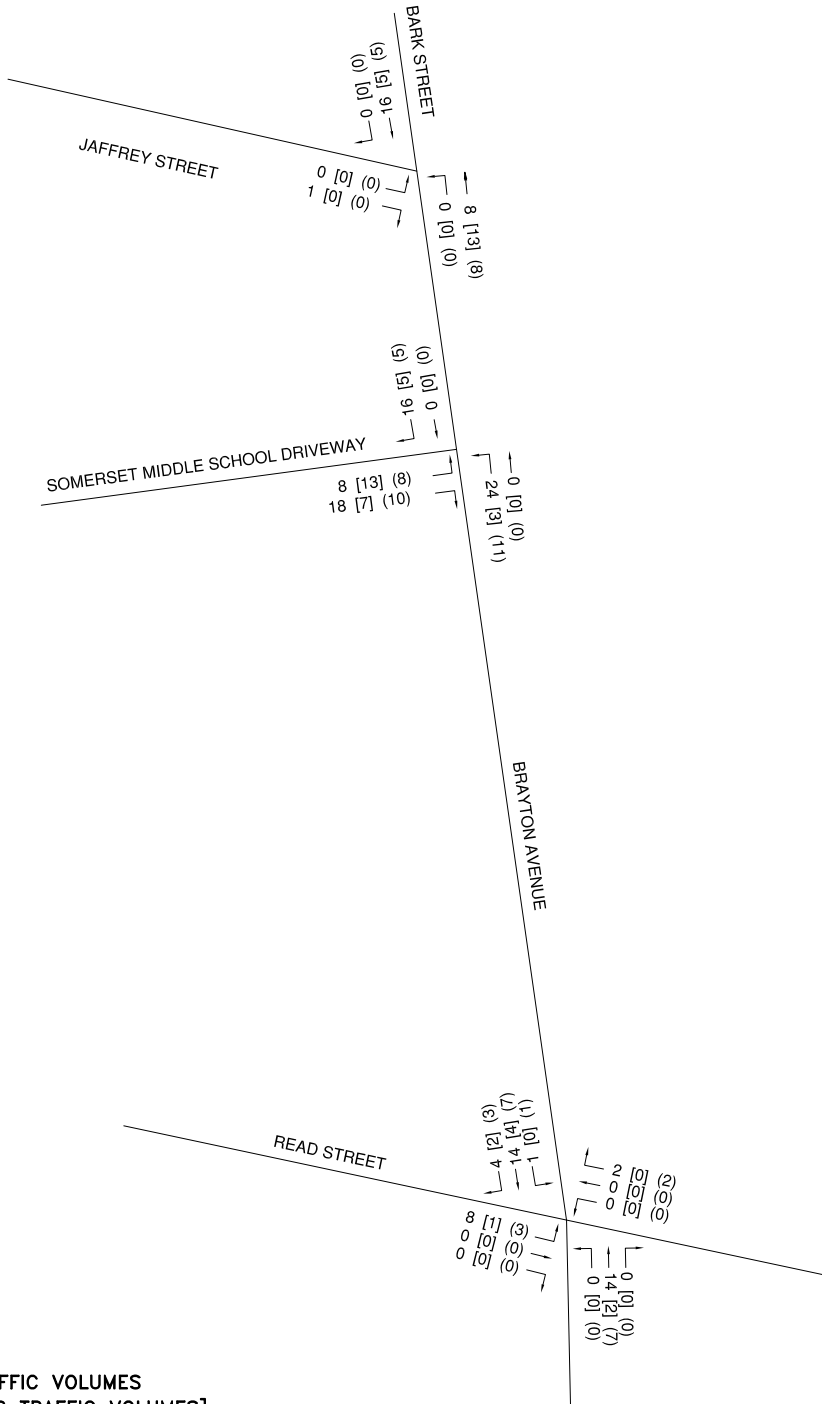 BARK STREET
16 [5] (5)
0 [0] (0)
JAFFREY STREET
0 [0] (0)
1 [0] (0)
8 [13] (8)
0 [0] (0)
0 [0] (0)
16 [5] (5)
SOMERSET MIDDLE SCHOOL DRIVEWAY
8 [13] (8)
18 [7] (10)
0 [0] (0)
24 [3] (11)
BRAYTON AVENUE
READ STREET
1 [0] (1)
14 [4] (7)
4 [2] (3)
2 [0] (2)
0 [0] (0)
0 [0] (0)
8 [1] (3)
0 [0] (0)
0 [0] (0)
0 [0] (0)
14 [2] (7)
0 [0] (0)
FFIC VOLUMES
TRAFFIC VOLUMES]